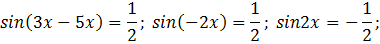 sin(3x − 5x) = 1/2; sin(−2x) = 1/2; sin2x = −1/2;